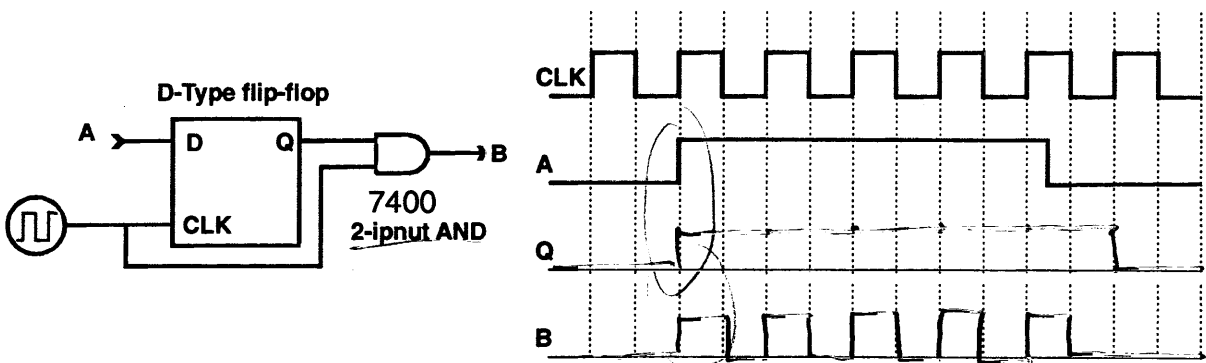 D-Type flip-flop
A
D
Q
B
CLK
7400
2-ipnut AND
CLK
A
Q
B